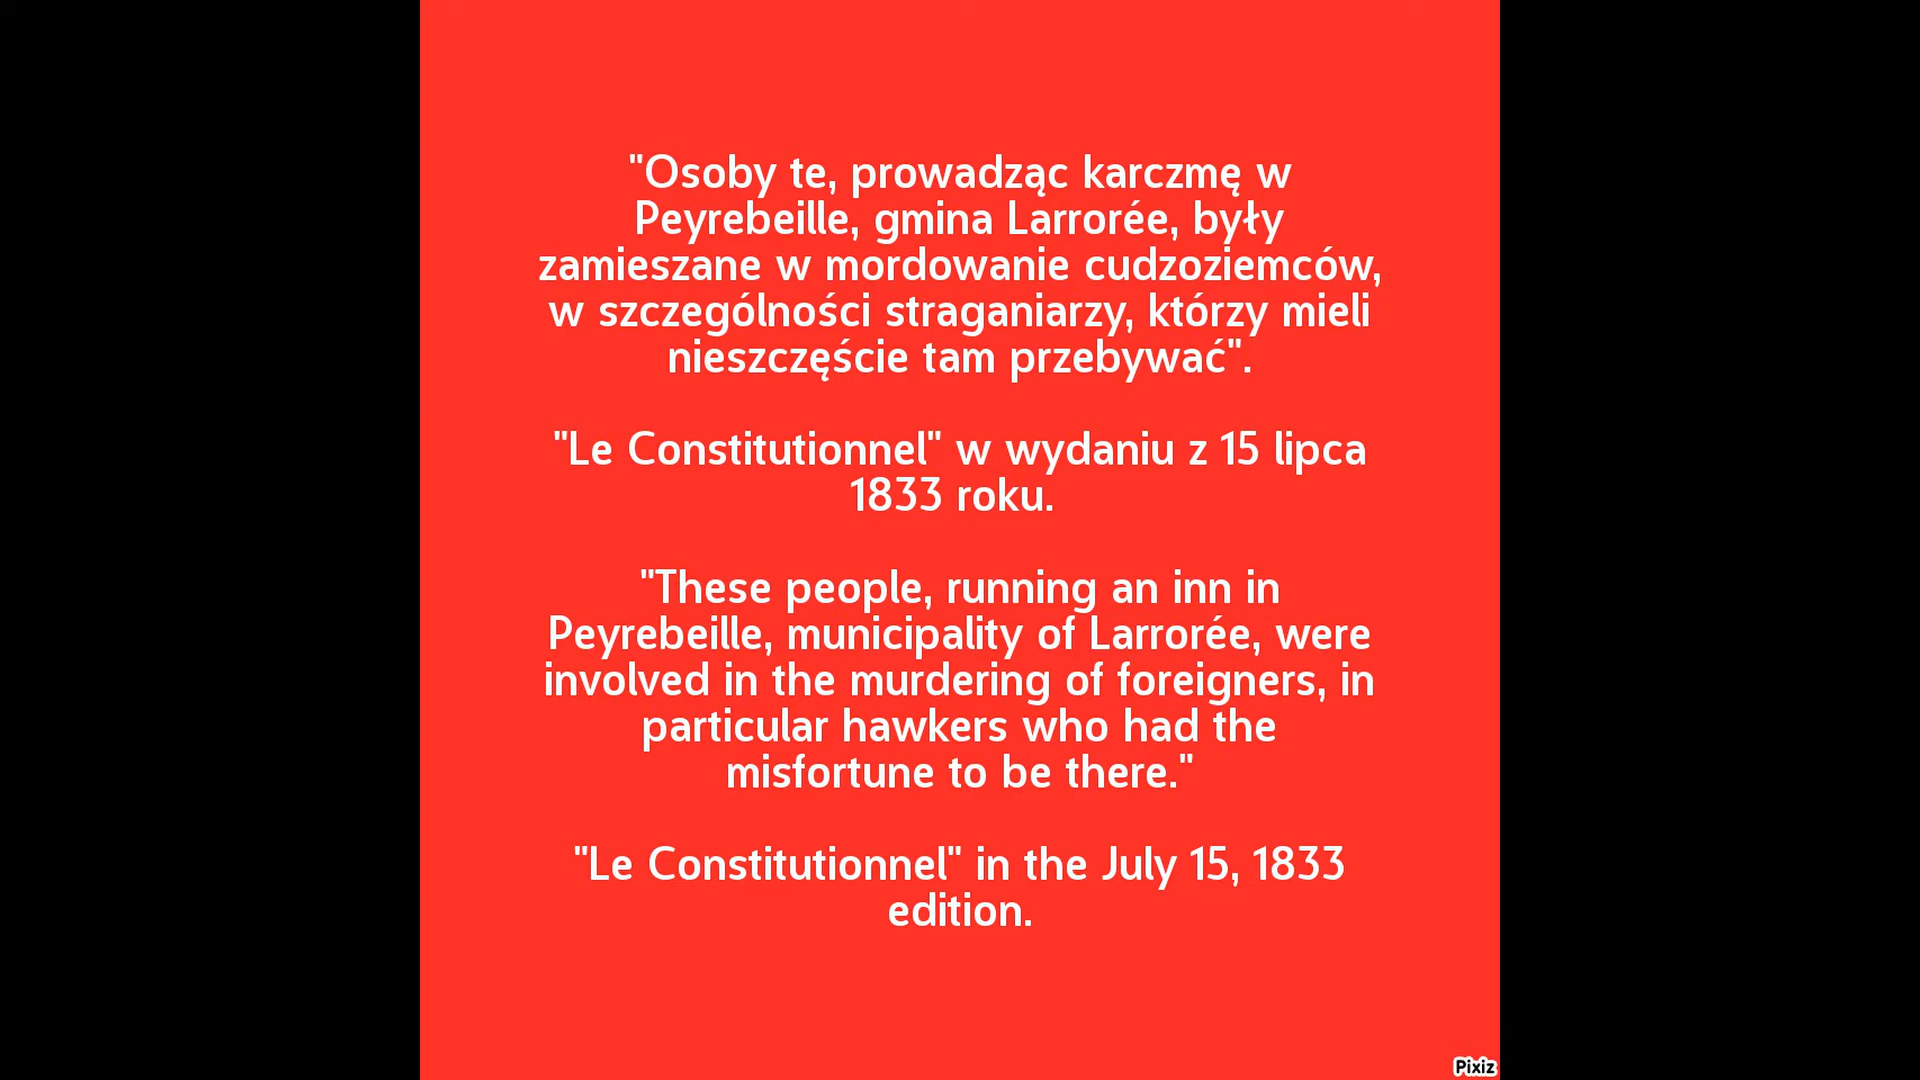 "Osoby te, prowadząc karczmę w
Peyrebeille, gmina Larrorée, były
zamieszane w mordowanie cudzoziemców,
w szczególności straganiarzy, którzy mieli
nieszczęście tam przebywać".
"Le Constitutionnel" w wydaniu z 15 lipca
1833 roku.
"These people, running an inn in
Peyrebeille, municipality of Larrorée, were
involved in the murdering of foreigners, in
particular hawkers who had the
misfortune to be there."
"Le Constitutionnel" in the July 15, 1833
edition.
Pixiz